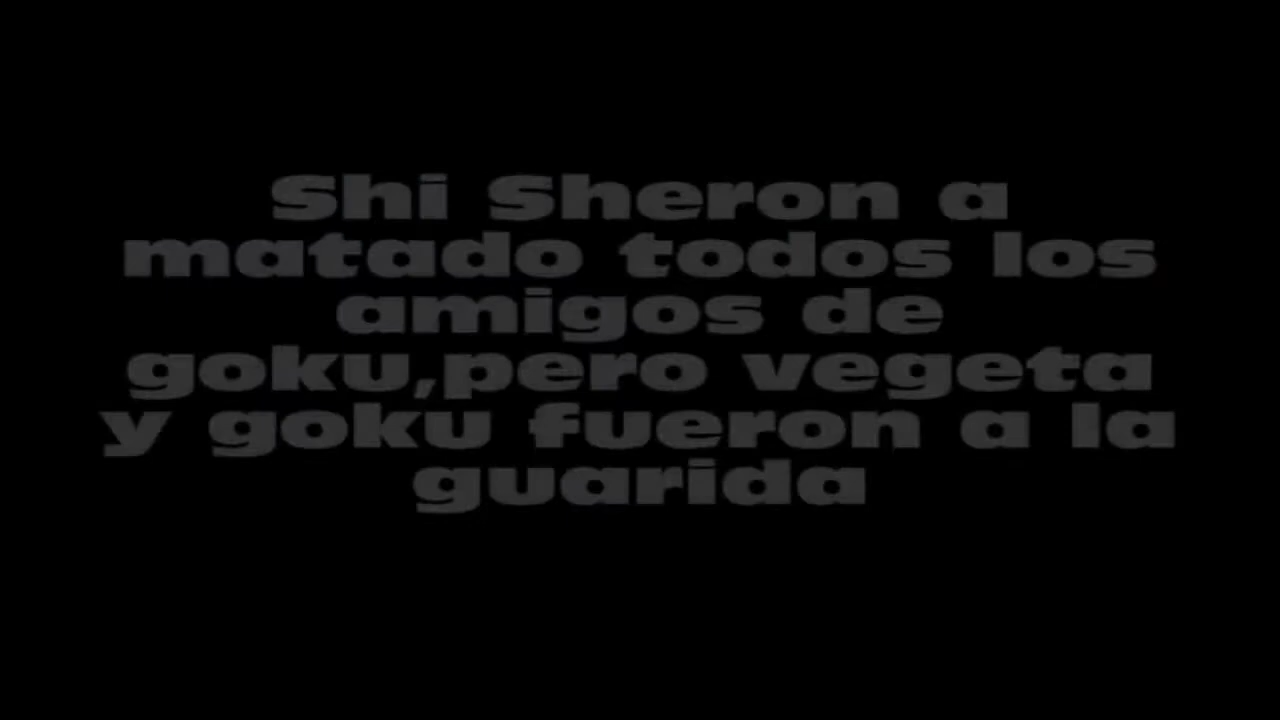 Shi Sheron a
matado todos los
amigos de
goku,pero vegeta
y goku fueron a la
guarida